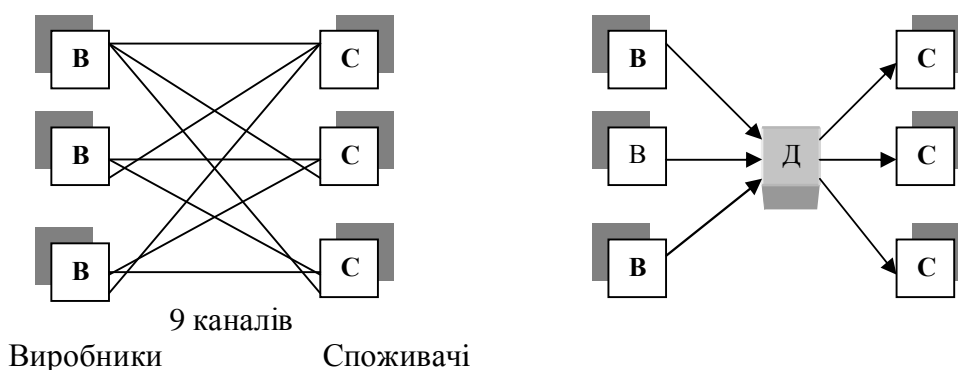 В С В С
В С В Д С
В С В С
9 каналів
Виробники Споживачі